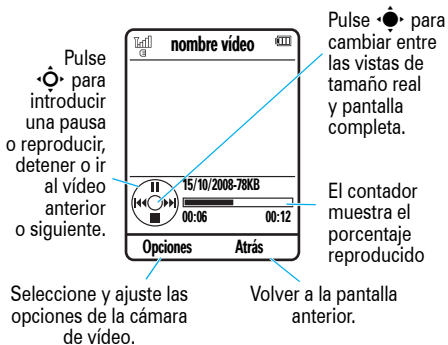 Pulse
para
introducir
una pausa
o reproducir,
detener o ir
al vídeo
anterior
o siguiente.
nombre vídeo
15/10/2008-78KB
00:06
00:12
Opciones
Atrás
Pulse para
cambiar entre
las vistas de
tamaño real
y pantalla
completa.
El contador
muestra el
porcentaje
reproducido
Seleccione y ajuste las
opciones de la cámara
de vídeo.
Volver a la pantalla
anterior.